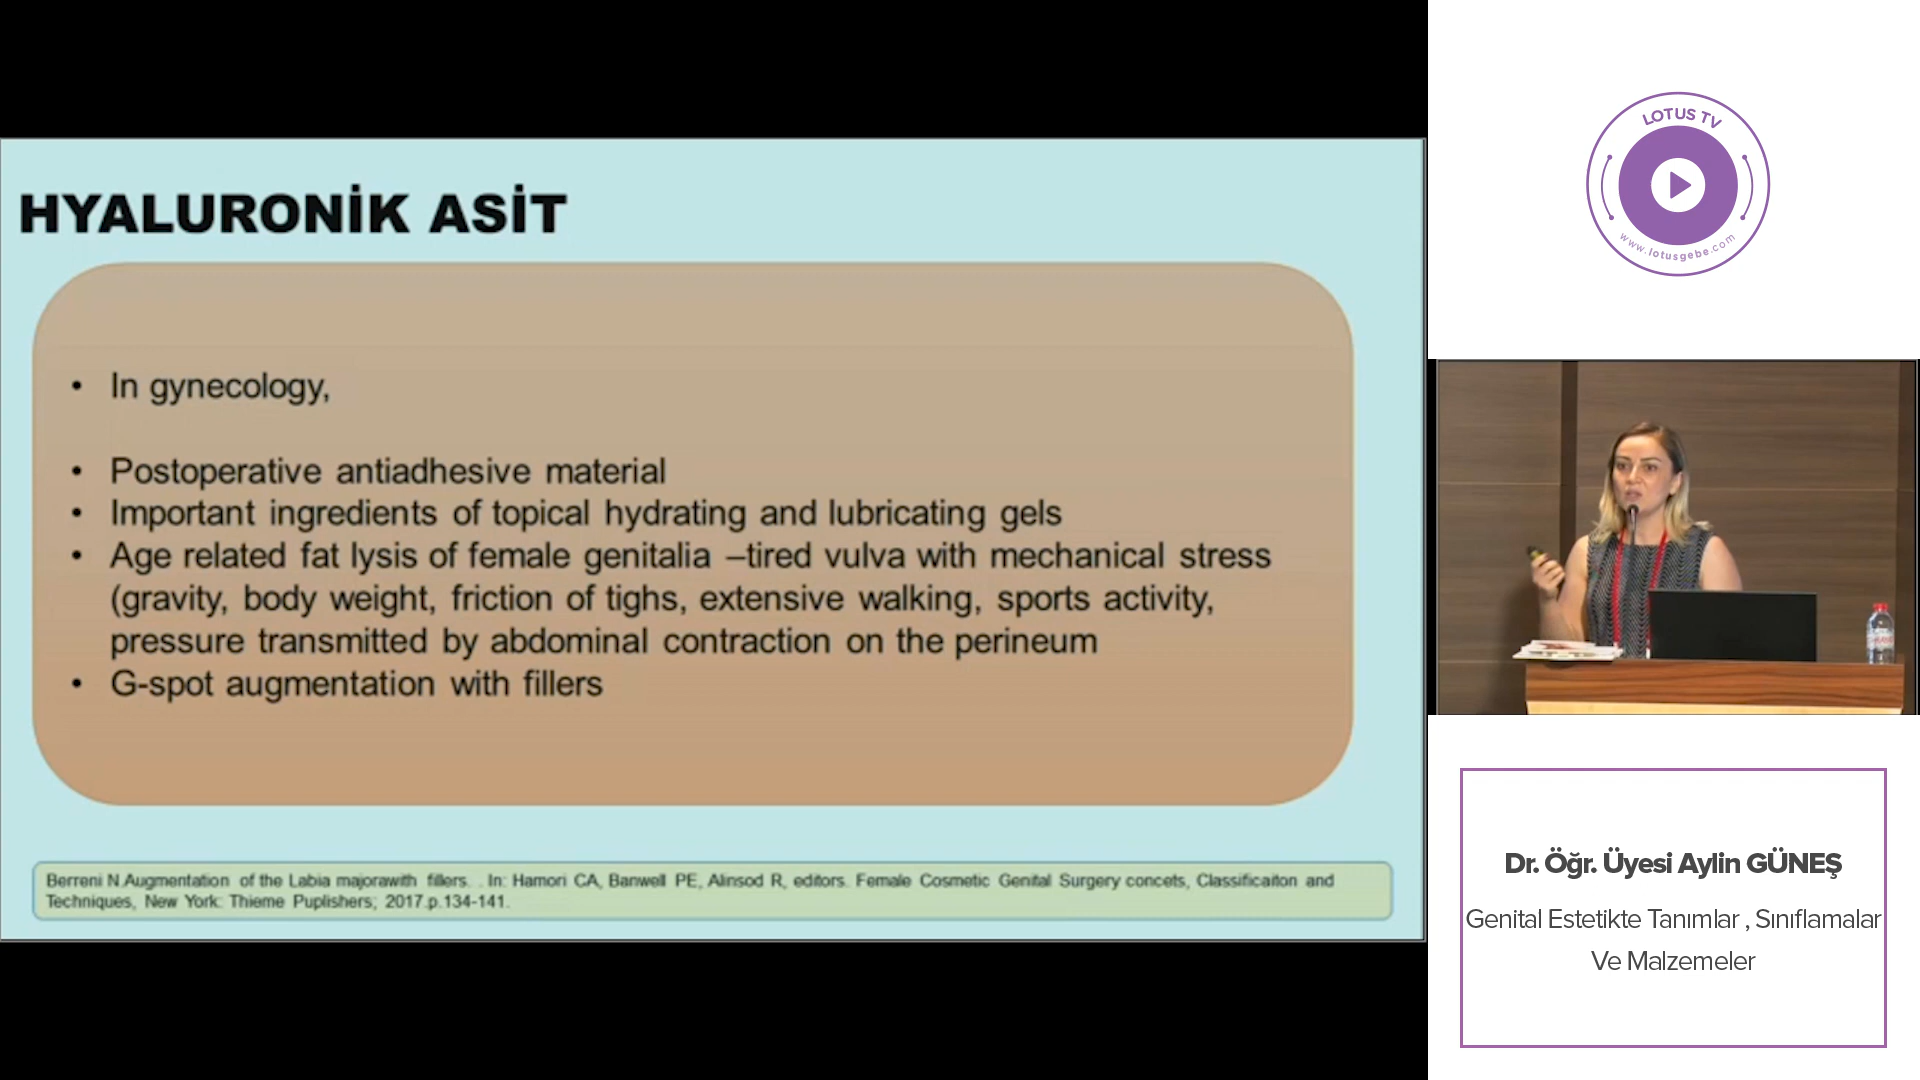 HYALURONİK ASİT
• In gynecology,
• Postoperative antiadhesive material
• Important ingredients of topical hydrating and lubricating gels
• Age related fat lysis of female genitalia –tired vulva with mechanical stress
(gravity, body weight, friction of tighs, extensive walking, sports activity,
pressure transmitted by abdominal contraction on the perineum
• G-spot augmentation with fillers
Berreni N.Augmentation of the Labia majorawith fillers. . In: Hamori CA, Banwell PE, Alinsod R, editors. Female Cosmetic Genital Surgery concets, Classificaiton and
Techniques, New York: Thieme Puplishers; 2017.p.134-141.
LOTUS TV
www.lotusgebe.com
Dr. Öğr. Üyesi Aylin GÜNEŞ
Genital Estetikte Tanımlar , Sınıflamalar
Ve Malzemeler